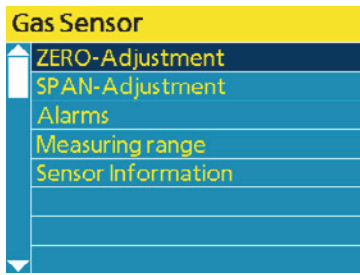 Gas Sensor
ZERO-Adjustment
SPAN-Adjustment
Alarms
Measuring range
Sensor Information